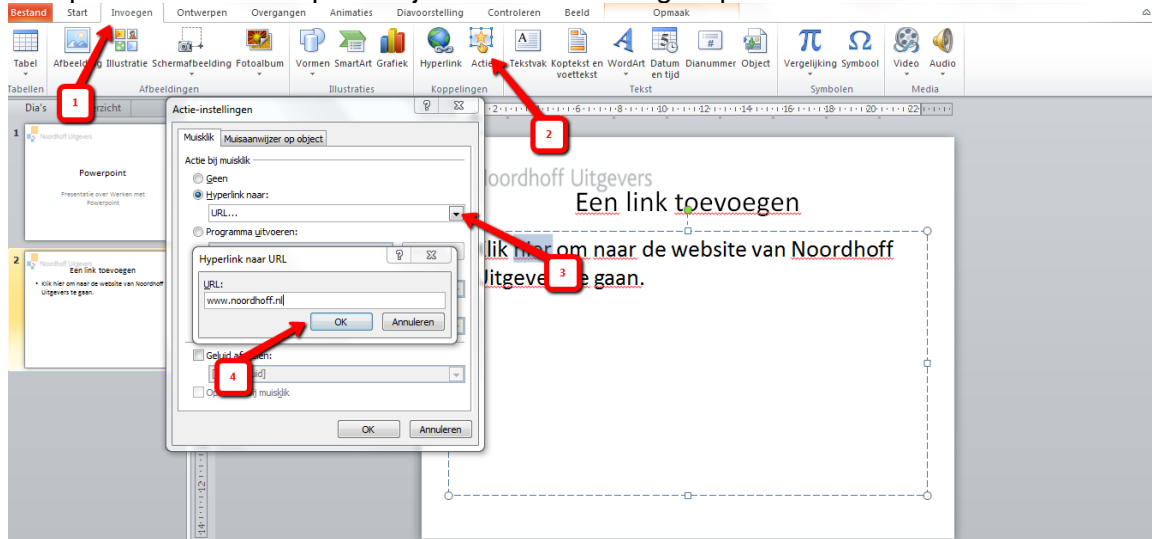 Bestand Start Invoegen Ontwerpen Overgangen Animaties Diavoorstelling Controleren Beeld Opmaak
Tabel Afbeelding Illustratie Schermafbeelding Fotoalbum Vormen SmartArt Grafiek Hyperlink Actie Tekstvak Koptekst en voettekst WordArt Datum en tijd Dianummer Object Vergelijking Symbool Video Audio
Tabellen Afbeeldingen Illustraties Koppelingen Tekst Symbolen Media
1
2
Dia's
Actie-instellingen
Muisklik Muisaanwijzer op object
Actie bij muisklik
Geen
Hyperlink naar:
URL...
Programma uitvoeren:
3
Hyperlink naar URL
URL:
www.noordhoff.nl
OK Annuleren
4
OK Annuleren
1
Noordhoff Uitgevers
Powerpoint
Presentatie over Werken met
Powerpoint
2
Noordhoff Uitgevers
Een link toevoegen
• Klik hier om naar de website van Noordhoff
Uitgevers te gaan.
Noordhoff Uitgevers
Een link toevoegen
hier om naar de website van Noordhoff
gaan.